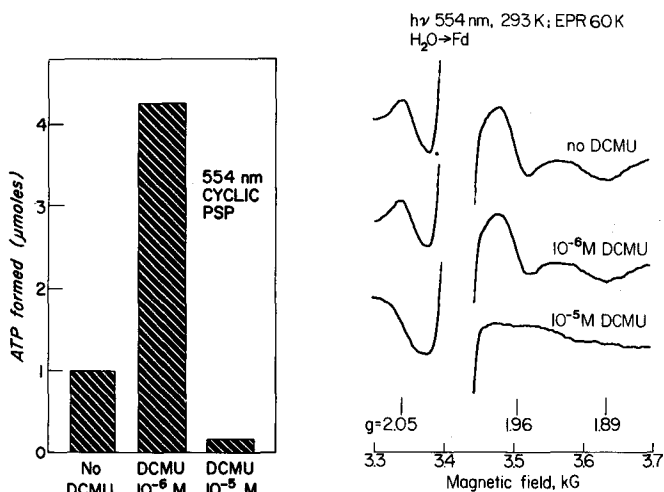 ATP formed (μmoles)
4
3
2
1
0
554 nm
CYCLIC
PSP
No
DCMU
DCMU
10⁻⁶ M
DCMU
10⁻⁵ M
hν 554 nm, 293 K; EPR 60K
H₂O→Fd
no DCMU
10⁻⁶M DCMU
10⁻⁵M DCMU
g=2.05
1.96
1.89
3.3
3.4
3.5
3.6
3.7
Magnetic field, kG